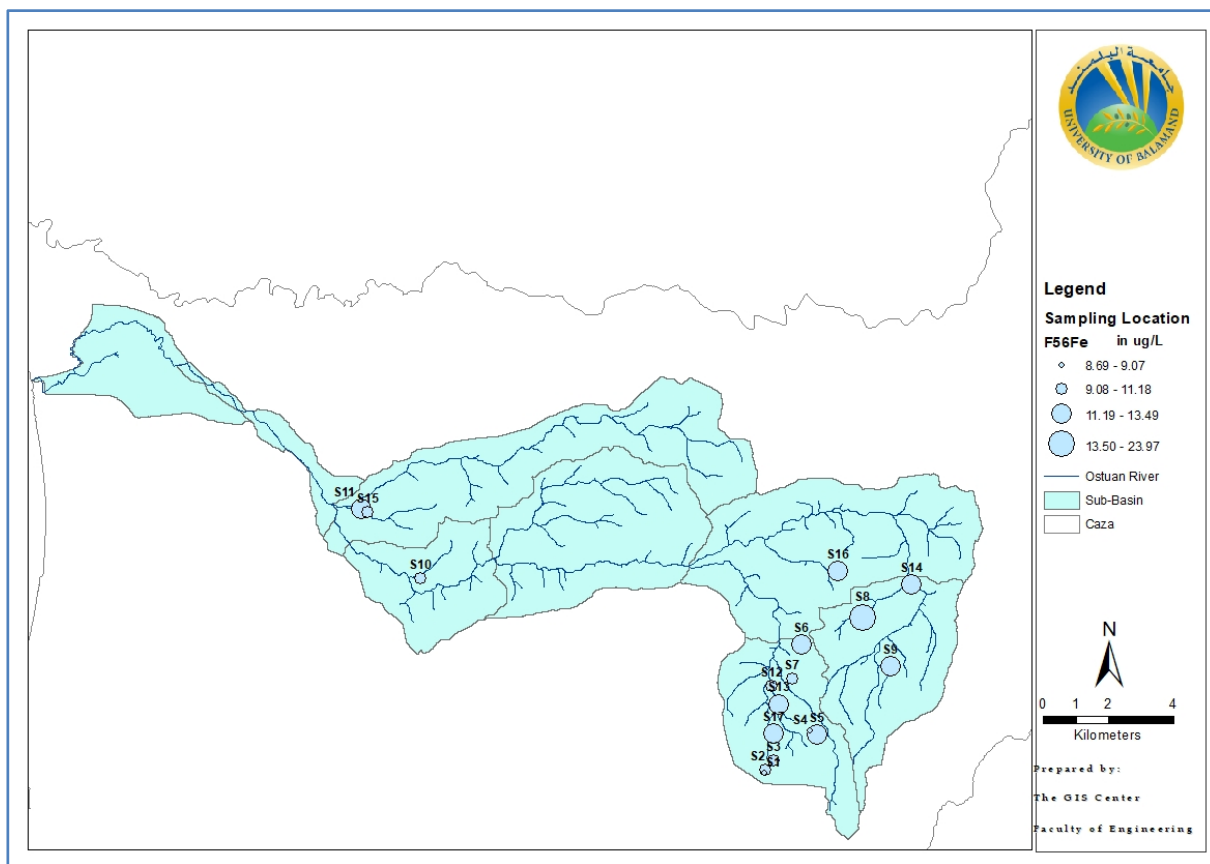 جامعة البلمند
UNIVERSITY OF BALAMAND
Legend
Sampling Location
F56Fe in ug/L
8.69 - 9.07
9.08 - 11.18
11.19 - 13.49
13.50 - 23.97
Ostuan River
Sub-Basin
Caza
S11
S15
S10
S16
S14
S8
S6
S9
S7
S12
S13
S17
S4
S5
S3
S2
S1
N
0 1 2 4
Kilometers
Prepared by:
The GIS Center
Faculty of Engineering